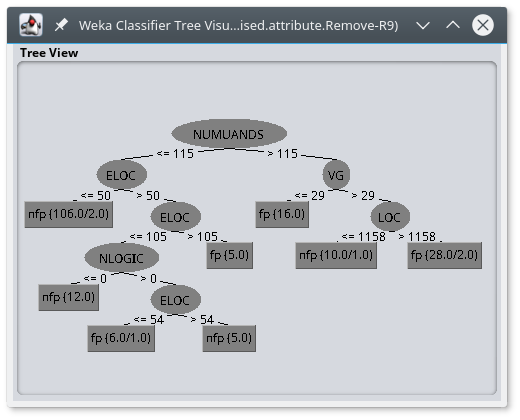 Weka Classifier Tree Visu...ised.attribute.Remove-R9)
Tree View
NUMUANDS
<= 115 > 115
ELOC VG
<= 50 > 50 <= 29 > 29
nfp (106.0/2.0) ELOC fp (16.0) LOC
<= 105 > 105 <= 1158 > 1158
NLOGIC fp (5.0) nfp (10.0/1.0) fp (28.0/2.0)
<= 0 > 0
nfp (12.0) ELOC
<= 54 > 54
fp (6.0/1.0) nfp (5.0)